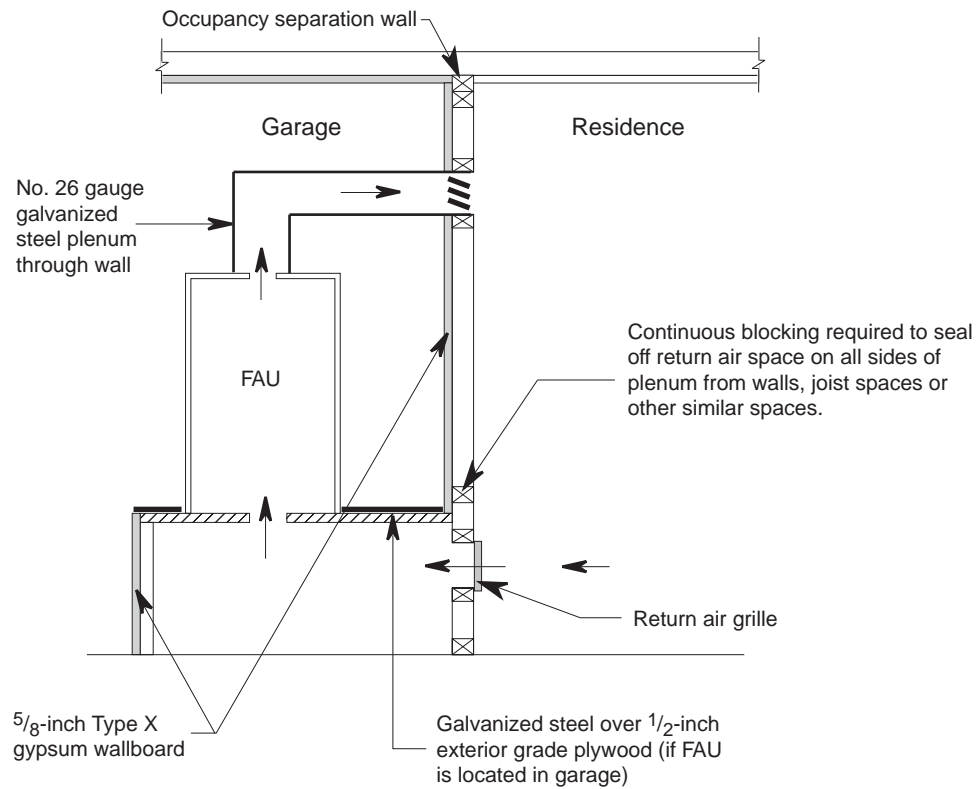 Occupancy separation wall
Garage
Residence
No. 26 gauge
galvanized
steel plenum
through wall
Continuous blocking required to seal
off return air space on all sides of
plenum from walls, joist spaces or
other similar spaces.
FAU
Return air grille
5/8-inch Type X
gypsum wallboard
Galvanized steel over 1/2-inch
exterior grade plywood (if FAU
is located in garage)